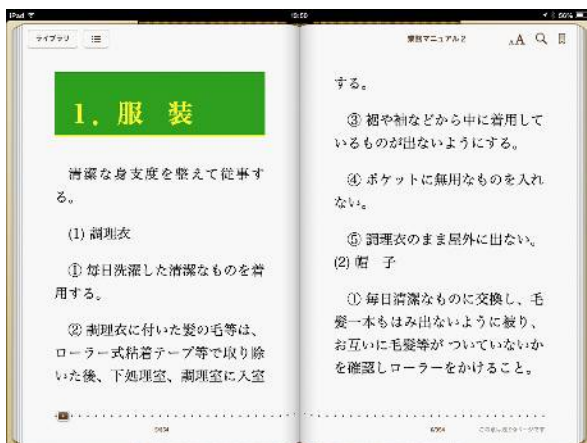 iPad
ライブラリ
業務マニュアル2
1. 服 装
清潔な身支度を整えて従事す
る。
(1) 調理衣
① 毎日洗濯した清潔なものを着
用する。
② 調理衣に付いた髪の毛等は、
ローラー式粘着テープ等で取り除
いた後、下処理室、調理室に入室
する。
③ 裾や袖などから中に着用して
いるものが出ないようにする。
④ ポケットに無用なものを入れ
ない。
⑤ 調理衣のまま屋外に出ない。
(2) 帽 子
① 毎日清潔なものに交換し、毛
髪一本もはみ出ないように被り、
お互いに毛髪等が ついていないか
を確認しローラーをかけること。